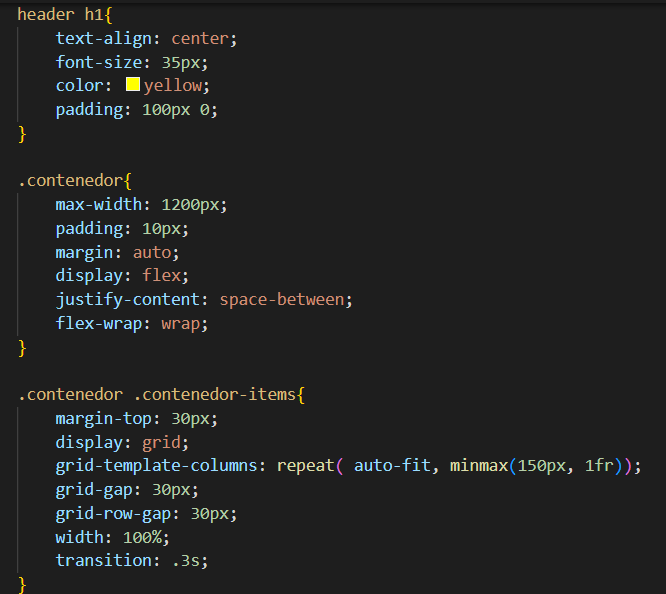 header h1{
text-align: center;
font-size: 35px;
color: yellow;
padding: 100px 0;
}
.contenedor{
max-width: 1200px;
padding: 10px;
margin: auto;
display: flex;
justify-content: space-between;
flex-wrap: wrap;
}
.contenedor .contenedor-items{
margin-top: 30px;
display: grid;
grid-template-columns: repeat( auto-fit, minmax(150px, 1fr));
grid-gap: 30px;
grid-row-gap: 30px;
width: 100%;
transition: .3s;
}